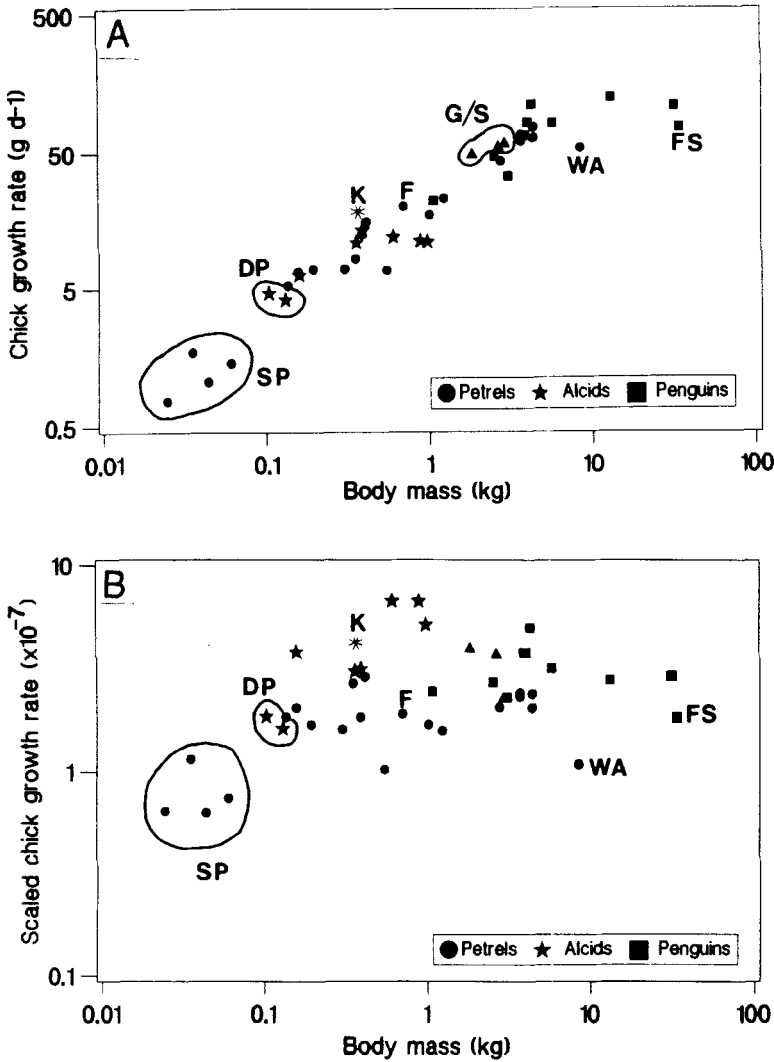 A
500
50
5
0.5
Chick growth rate (g d-1)
G/S
FS
WA
K
F
DP
SP
Petrels Alcids Penguins
0.01 0.1 1 10 100
Body mass (kg)
B
10
1
0.1
Scaled chick growth rate (x10⁻⁷)
K
DP
F
FS
WA
SP
Petrels Alcids Penguins
0.01 0.1 1 10 100
Body mass (kg)